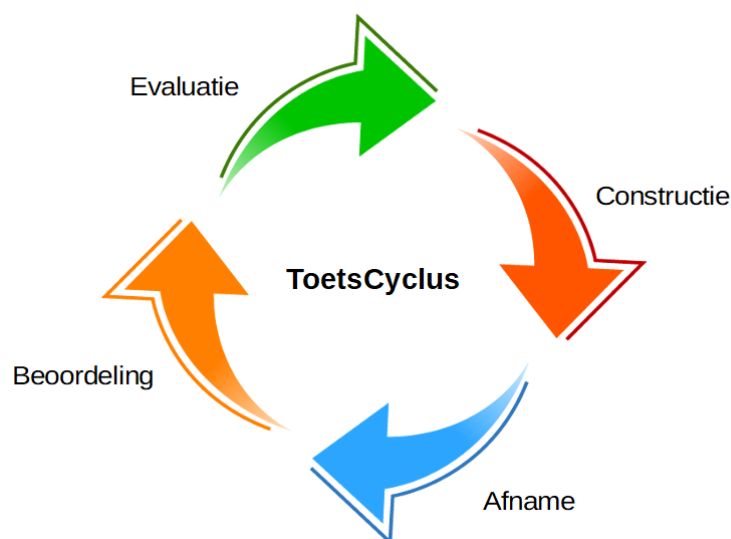 Evaluatie
Constructie
ToetsCyclus
Beoordeling
Afname